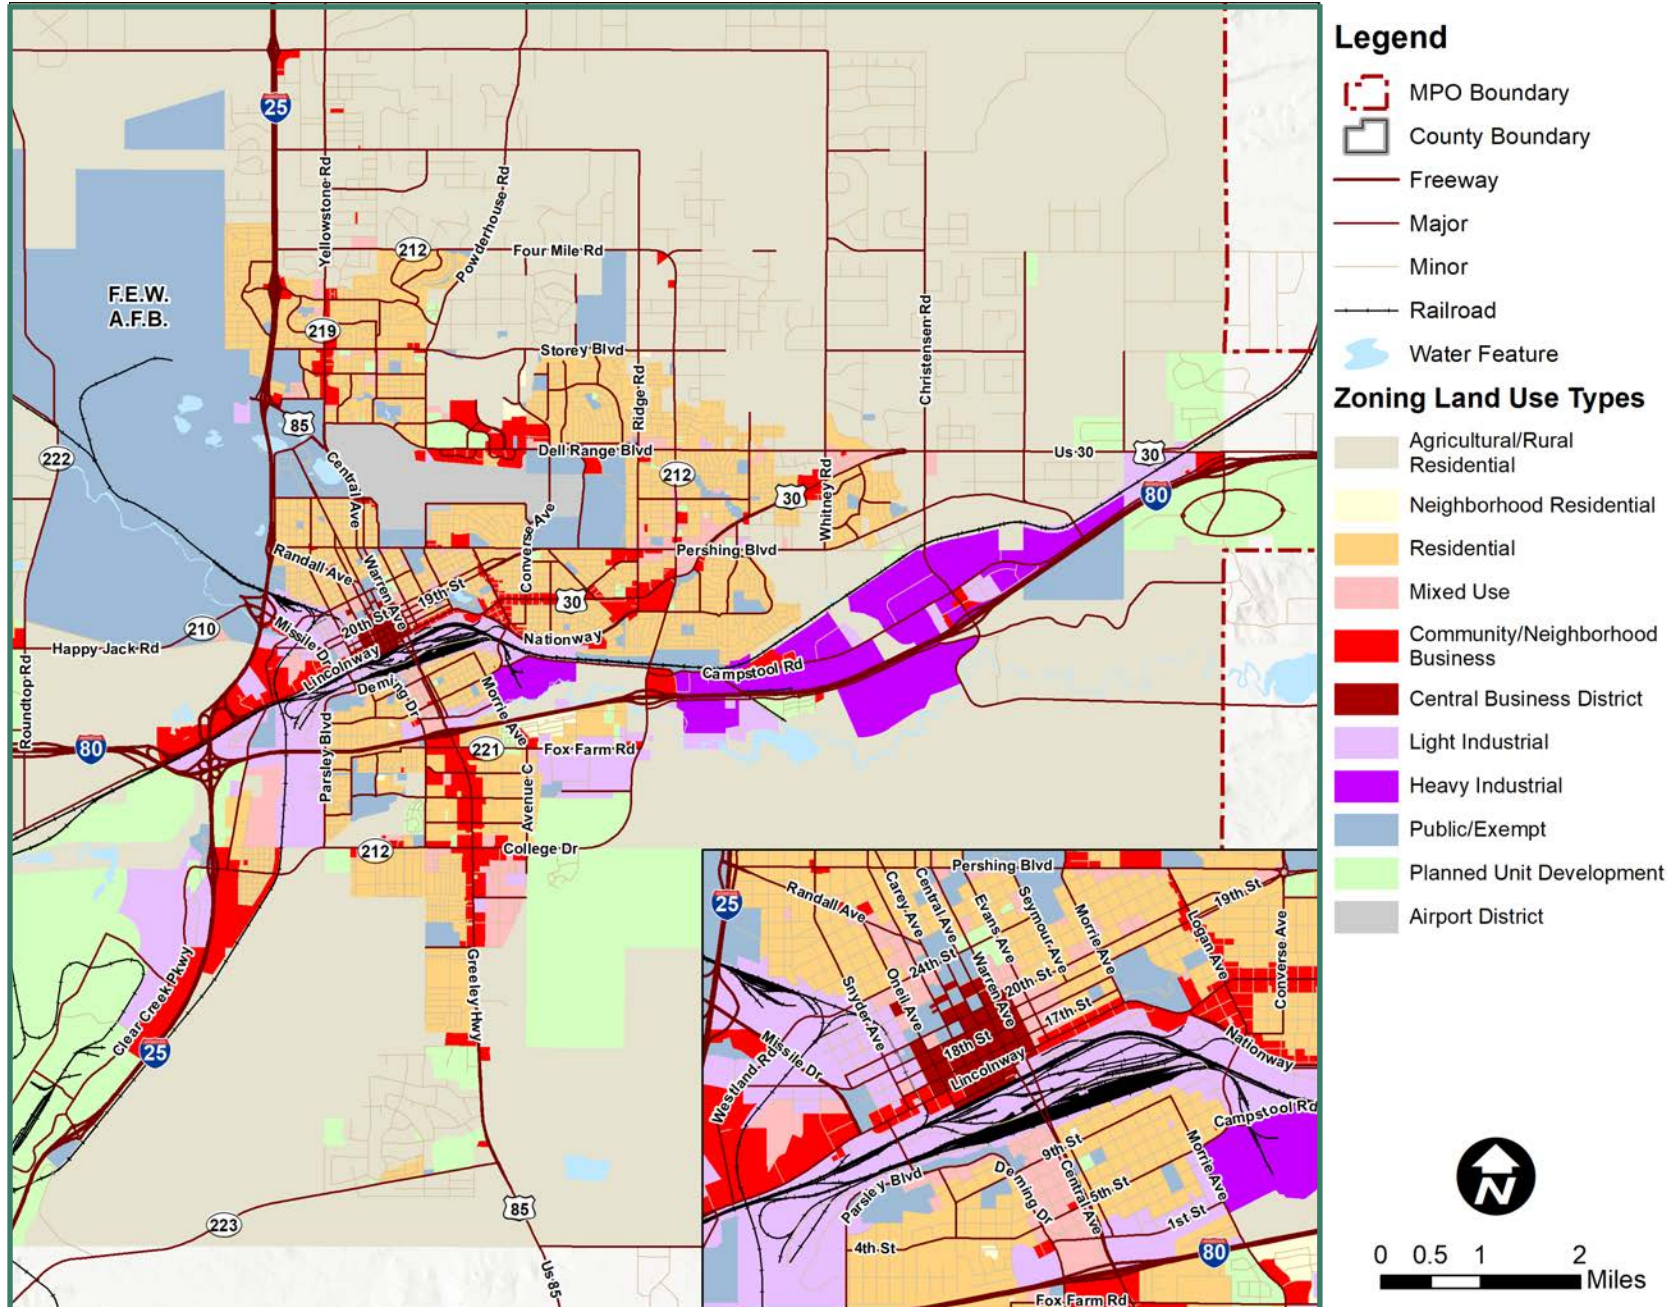 25
Yellowstone Rd
Powderhouse Rd
212
Four Mile Rd
F.E.W.
A.F.B.
219
Storey Blvd
Ridge Rd
Christensen Rd
85
222
Central Ave
Dell Range Blvd
Us 30
30
212
30
Whitney Rd
80
Converse Ave
Randall Ave
Warren Ave
Pershing Blvd
19th St
30
210
20th St
Missile Dr
Nationway
Happy Jack Rd
Lincolnway
Campstool Rd
Deming Dr
Morrie Ave
Roundtop Rd
Parsley Blvd
80
221
Fox Farm Rd
Avenue C
212
College Dr
Clear Creek Pkwy
Greeley Hwy
25
223
85
Us 85
Pershing Blvd
25
Randall Ave
Carey Ave
Central Ave
Evans Ave
Seymour Ave
Morrie Ave
19th St
Logan Ave
Converse Ave
24th St
Oneil Ave
Warren Ave
20th St
Snyder Ave
17th St
18th St
Missile Dr
Westland Rd
Lincolnway
Nationway
Campstool Rd
9th St
Parsley Blvd
Deming Dr
Central Ave
5th St
Morrie Ave
1st St
4th St
80
Fox Farm Rd
Legend
MPO Boundary
County Boundary
Freeway
Major
Minor
Railroad
Water Feature
Zoning Land Use Types
Agricultural/Rural
Residential
Neighborhood Residential
Residential
Mixed Use
Community/Neighborhood
Business
Central Business District
Light Industrial
Heavy Industrial
Public/Exempt
Planned Unit Development
Airport District
N
0 0.5 1 2
Miles